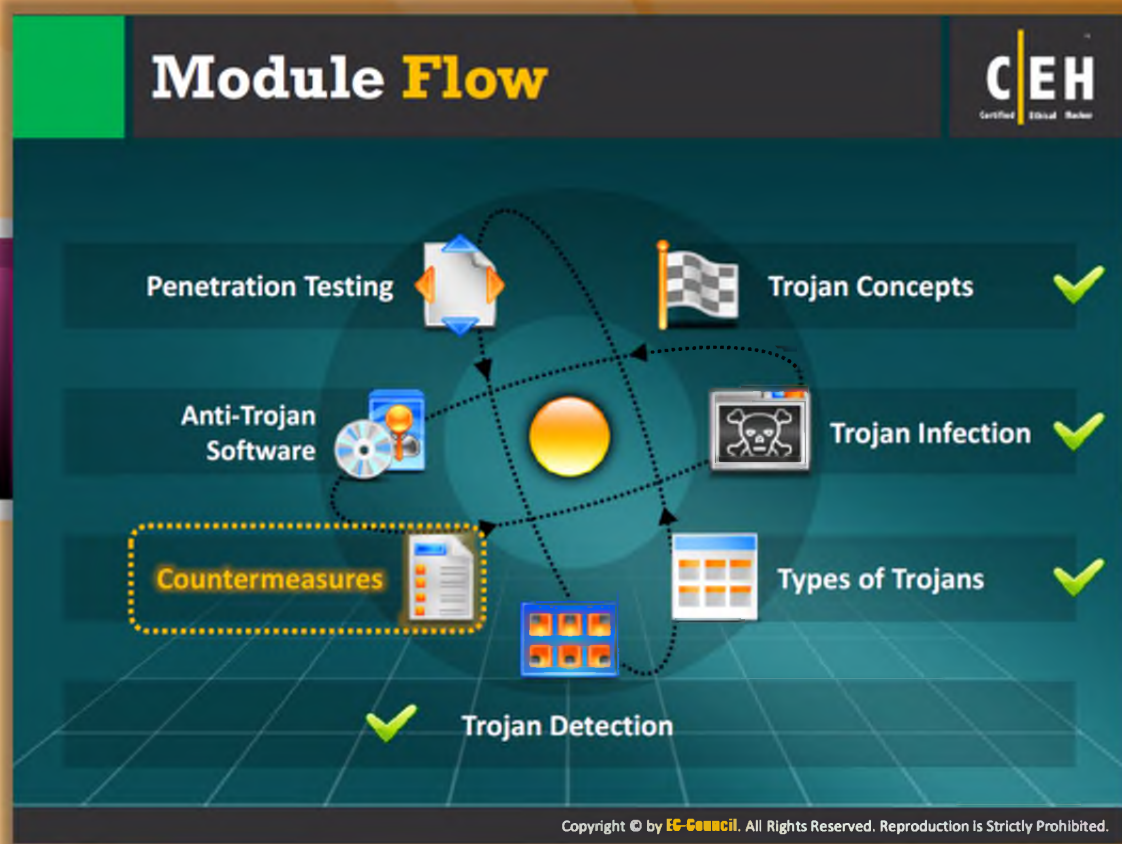 Module Flow
CEH
Certified Ethical Hacker
Penetration Testing
Trojan Concepts
Anti-Trojan
Software
Trojan Infection
Countermeasures
Types of Trojans
Trojan Detection
Copyright © by EC-Council. All Rights Reserved. Reproduction is Strictly Prohibited.